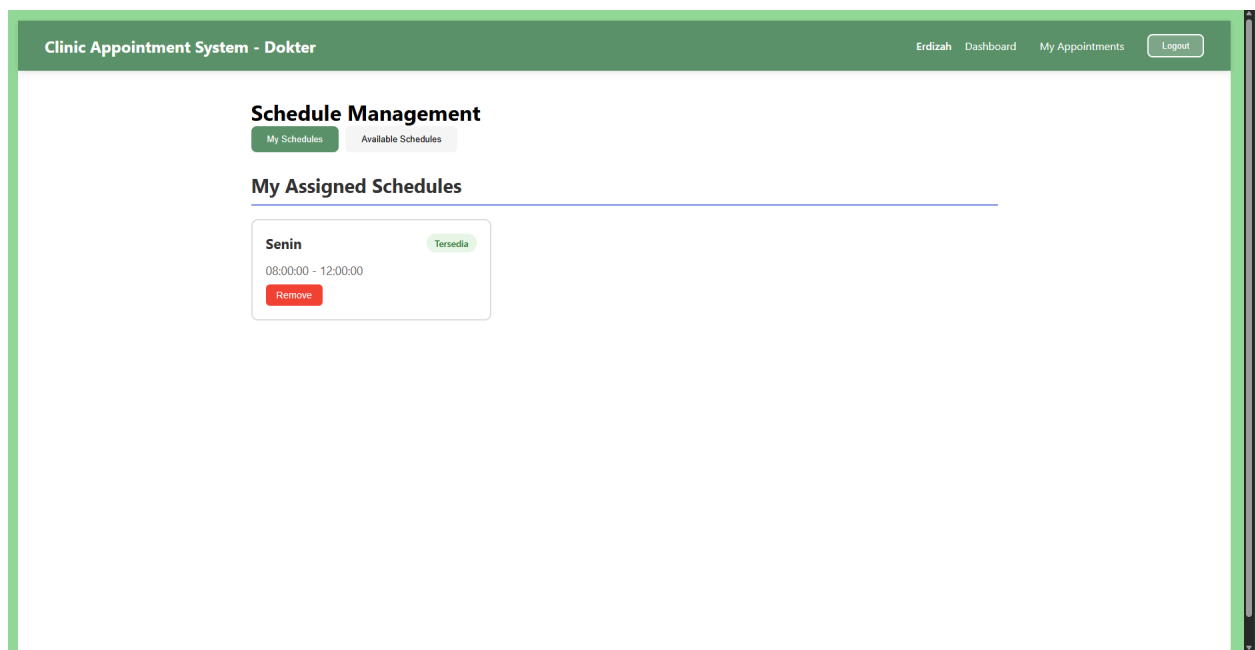 Clinic Appointment System - Dokter
Erdizah Dashboard My Appointments Logout
Schedule Management
My Schedules Available Schedules
My Assigned Schedules
Senin Tersedia
08:00:00 - 12:00:00
Remove